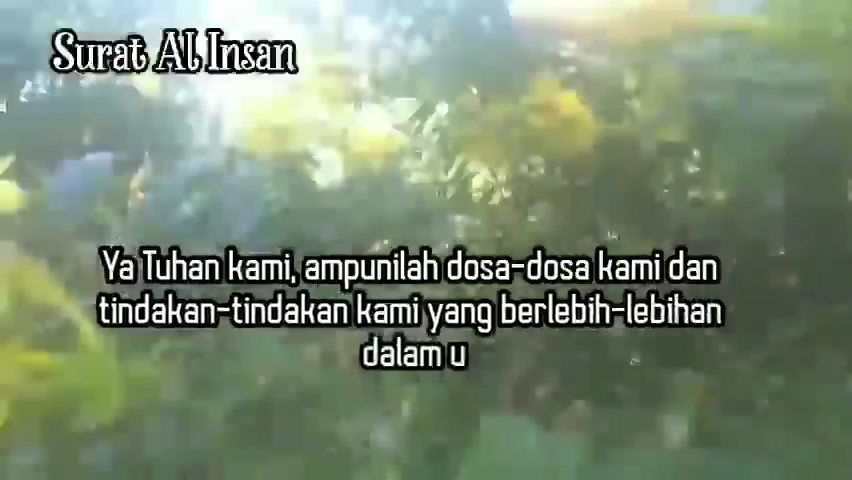 Surat Al Insan
Ya Tuhan kami, ampunilah dosa-dosa kami dan
tindakan-tindakan kami yang berlebih-lebihan
dalam u